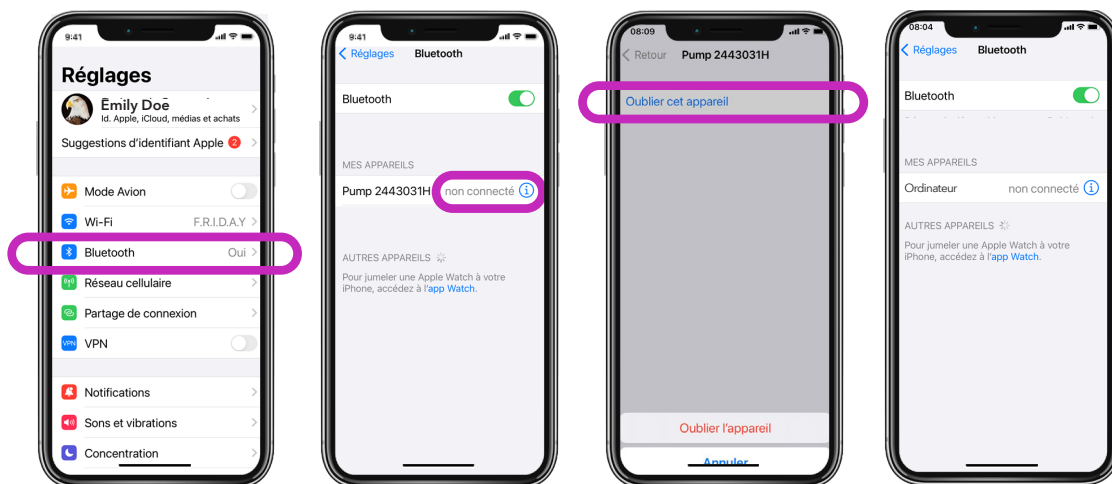 9:41
Réglages
Emily Doe
Id. Apple, iCloud, médias et achats
Suggestions d'identifiant Apple 2
Mode Avion
Wi-Fi F.R.I.D.A.Y
Bluetooth Oui
Réseau cellulaire
Partage de connexion
VPN VPN
Notifications
Sons et vibrations
Concentration
9:41
Réglages Bluetooth
Bluetooth
MES APPAREILS
Pump 2443031H non connecté
AUTRES APPAREILS
Pour jumeler une Apple Watch à votre
iPhone, accédez à l'app Watch.
08:09
Retour Pump 2443031H
Oublier cet appareil
Oublier l'appareil
Annuler
08:04
Réglages Bluetooth
Bluetooth
MES APPAREILS
Ordinateur non connecté
AUTRES APPAREILS
Pour jumeler une Apple Watch à votre
iPhone, accédez à l'app Watch.